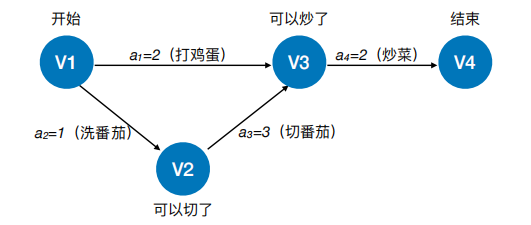 开始
可以炒了
结束
V1
a₁=2（打鸡蛋）
V3
a₄=2（炒菜）
V4
a₂=1（洗番茄）
a₃=3（切番茄）
V2
可以切了